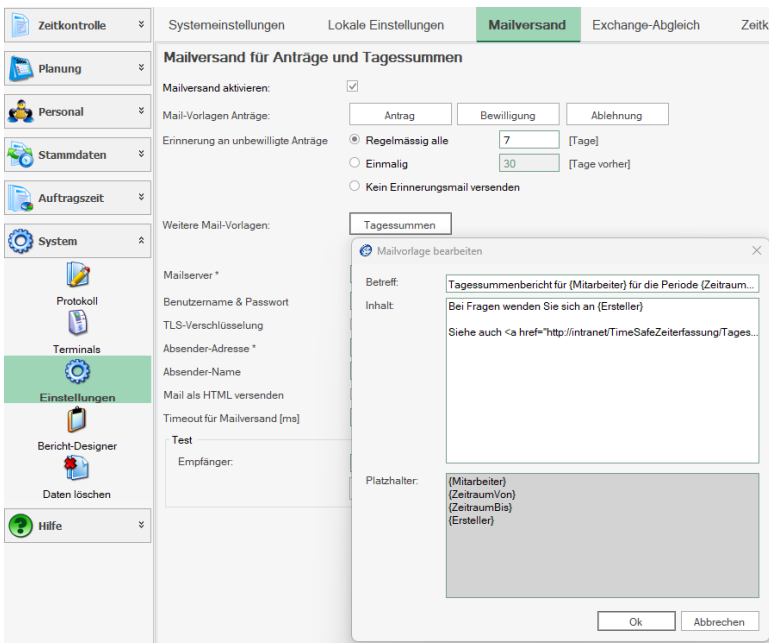 Zeitkontrolle
Planung
Personal
Stammdaten
Auftragszeit
System
Protokoll
Terminals
Einstellungen
Bericht-Designer
Daten löschen
Hilfe
Systemeinstellungen Lokale Einstellungen Mailversand Exchange-Abgleich Zeitk
Mailversand für Anträge und Tagessummen
Mailversand aktivieren:
Mail-Vorlagen Anträge: Antrag Bewilligung Ablehnung
Erinnerung an unbewilligte Anträge Regelmässig alle 7 [Tage]
Einmalig 30 [Tage vorher]
Kein Erinnerungsmail versenden
Weitere Mail-Vorlagen: Tagessummen
Mailserver *
Benutzername & Passwort
TLS-Verschlüsselung
Absender-Adresse *
Absender-Name
Mail als HTML versenden
Timeout für Mailversand [ms]
Test
Empfänger:
Mailvorlage bearbeiten
Betreff: Tagessummenbericht für {Mitarbeiter} für die Periode {Zeitraum...
Inhalt: Bei Fragen wenden Sie sich an {Ersteller}
Siehe auch <a href="http://intranet/TimeSafeZeiterfassung/Tages...
Platzhalter: {Mitarbeiter}
{ZeitraumVon}
{ZeitraumBis}
{Ersteller}
Ok Abbrechen